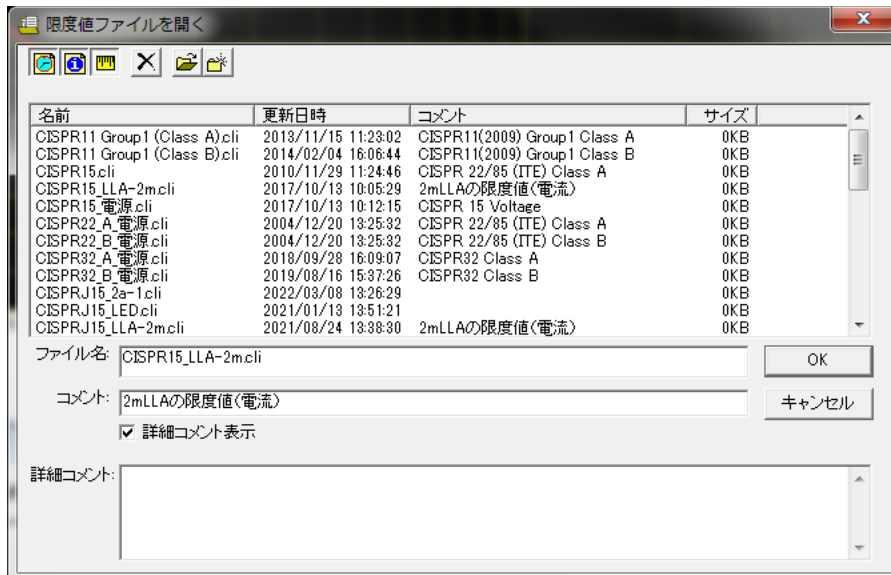 限度値ファイルを開く
名前 更新日時 コメント サイズ
CISPR11 Group1 (Class A).cli 2013/11/15 11:23:02 CISPR11(2009) Group1 Class A 0KB
CISPR11 Group1 (Class B).cli 2014/02/04 16:06:44 CISPR11(2009) Group1 Class B 0KB
CISPR15.cli 2010/11/29 11:24:46 CISPR 22/85 (ITE) Class A 0KB
CISPR15_LLA-2m.cli 2017/10/13 10:05:29 2mLLAの限度値(電流) 0KB
CISPR15_電源.cli 2017/10/13 10:12:15 CISPR 15 Voltage 0KB
CISPR22_A_電源.cli 2004/12/20 13:25:32 CISPR 22/85 (ITE) Class A 0KB
CISPR22_B_電源.cli 2004/12/20 13:25:32 CISPR 22/85 (ITE) Class B 0KB
CISPR32_A_電源.cli 2018/09/28 16:09:07 CISPR32 Class A 0KB
CISPR32_B_電源.cli 2019/08/16 15:37:26 CISPR32 Class B 0KB
CISPRJ15_2a-1.cli 2022/03/08 13:26:29 0KB
CISPRJ15_LED.cli 2021/01/13 13:51:21 0KB
CISPRJ15_LLA-2m.cli 2021/08/24 13:38:30 2mLLAの限度値(電流) 0KB
ファイル名: CISPR15_LLA-2m.cli OK
コメント: 2mLLAの限度値(電流) キャンセル
詳細コメント表示
詳細コメント: